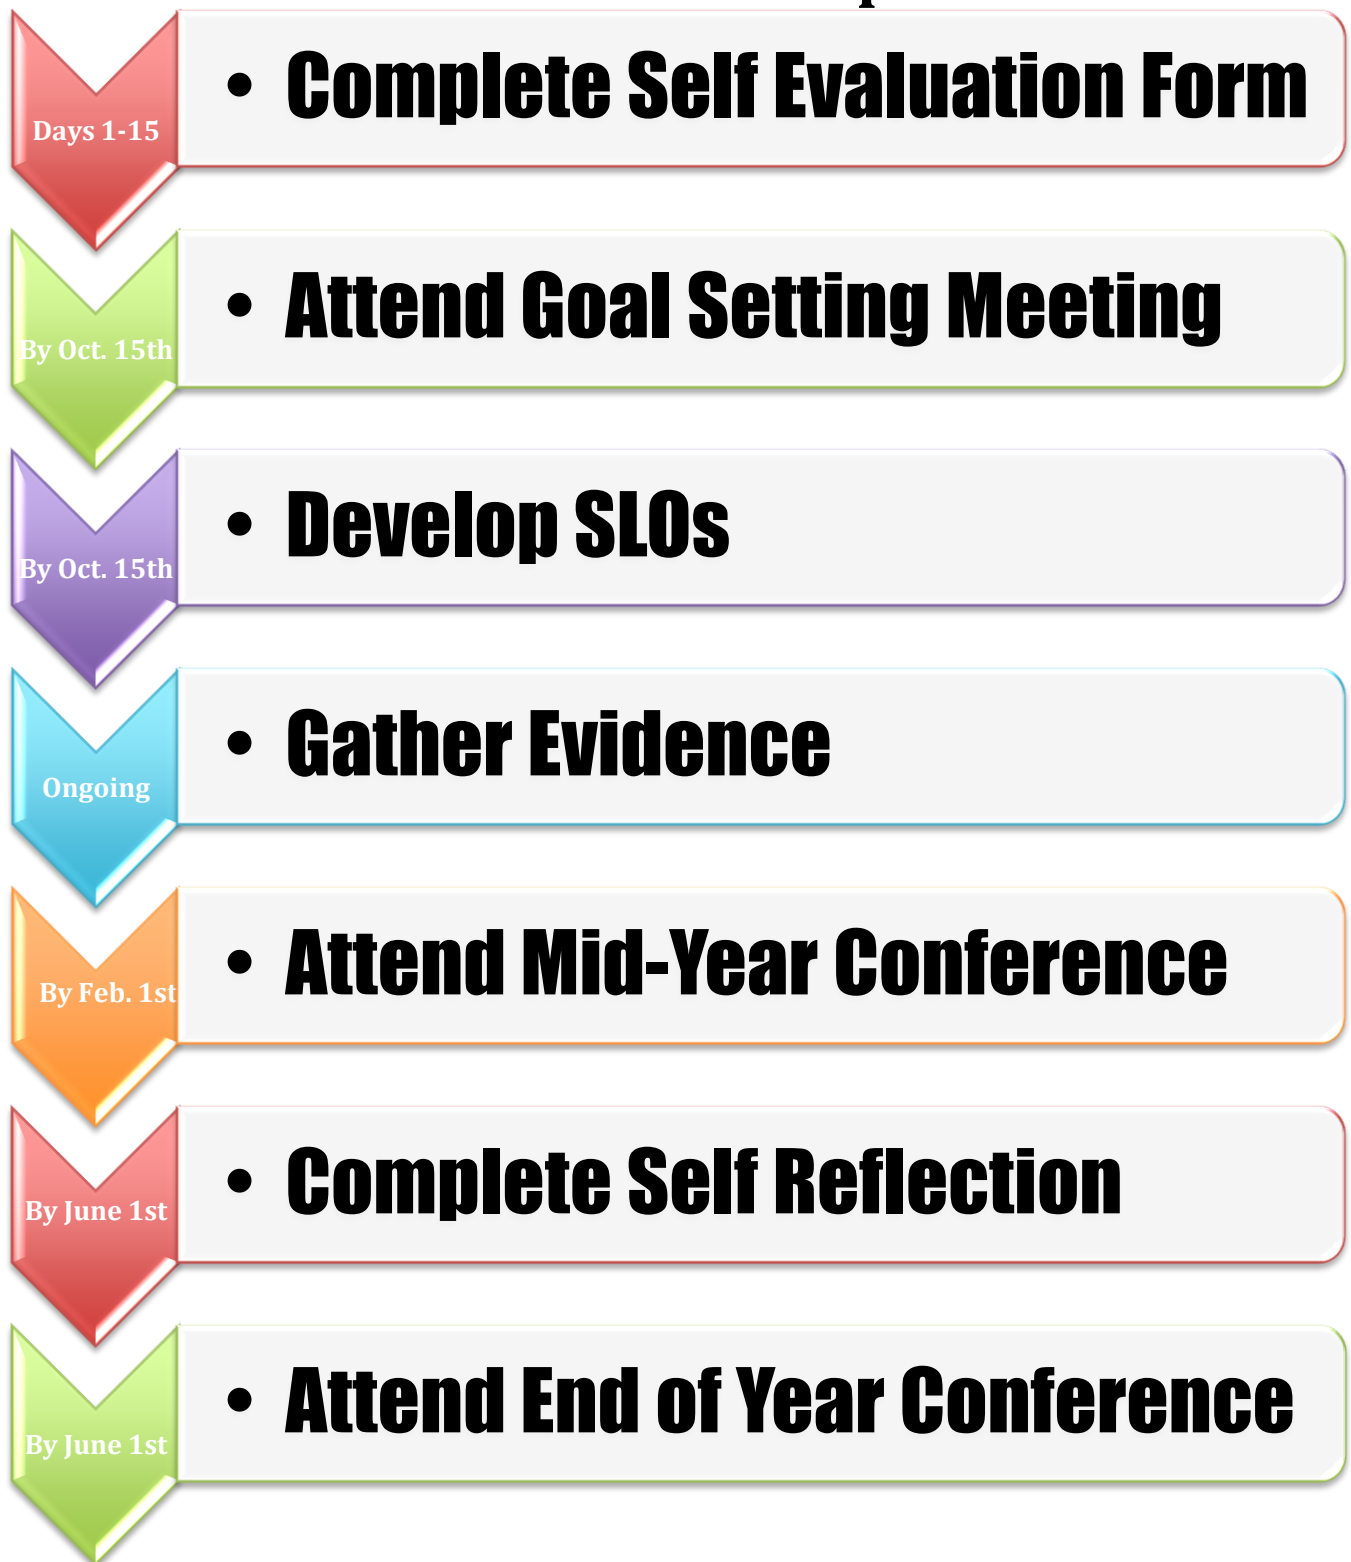 Days 1-15
• Complete Self Evaluation Form
By Oct. 15th
• Attend Goal Setting Meeting
By Oct. 15th
• Develop SLOs
Ongoing
• Gather Evidence
By Feb. 1st
• Attend Mid-Year Conference
By June 1st
• Complete Self Reflection
By June 1st
• Attend End of Year Conference